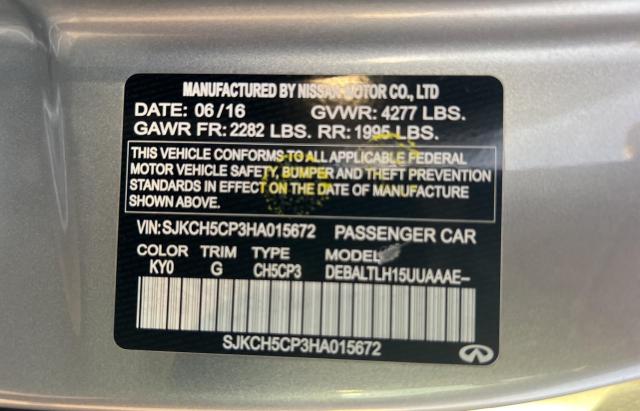 MANUFACTURED BY NISSAN MOTOR CO., LTD
DATE: 06/16 GVWR: 4277 LBS.
GAWR FR: 2282 LBS. RR: 1995 LBS.
THIS VEHICLE CONFORMS TO ALL APPLICABLE FEDERAL
MOTOR VEHICLE SAFETY, BUMPER AND THEFT PREVENTION
STANDARDS IN EFFECT ON THE DATE OF MANUFACTURE
SHOWN ABOVE.
VIN:SJKCH5CP3HA015672 PASSENGER CAR
COLOR TRIM TYPE MODEL
KY0 G CH5CP3 DEBALTLH15UUAAAE-
SJKCH5CP3HA015672